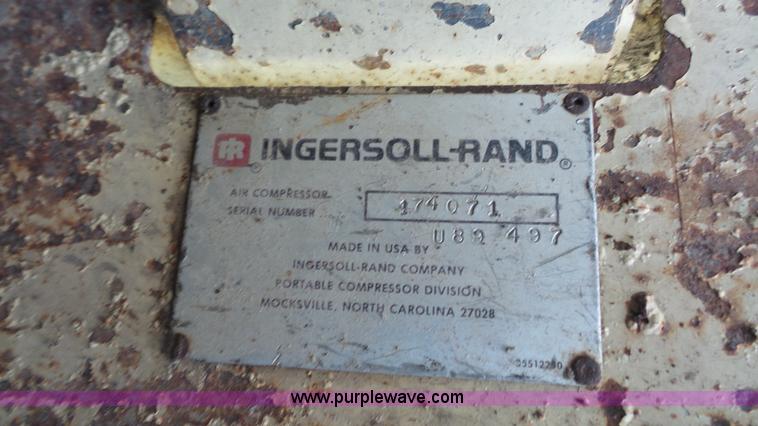 IR® INGERSOLL-RAND®
AIR COMPRESSOR
SERIAL NUMBER 174071
U89 497
MADE IN USA BY
INGERSOLL-RAND COMPANY
PORTABLE COMPRESSOR DIVISION
MOCKSVILLE, NORTH CAROLINA 27028
www.purplewave.com